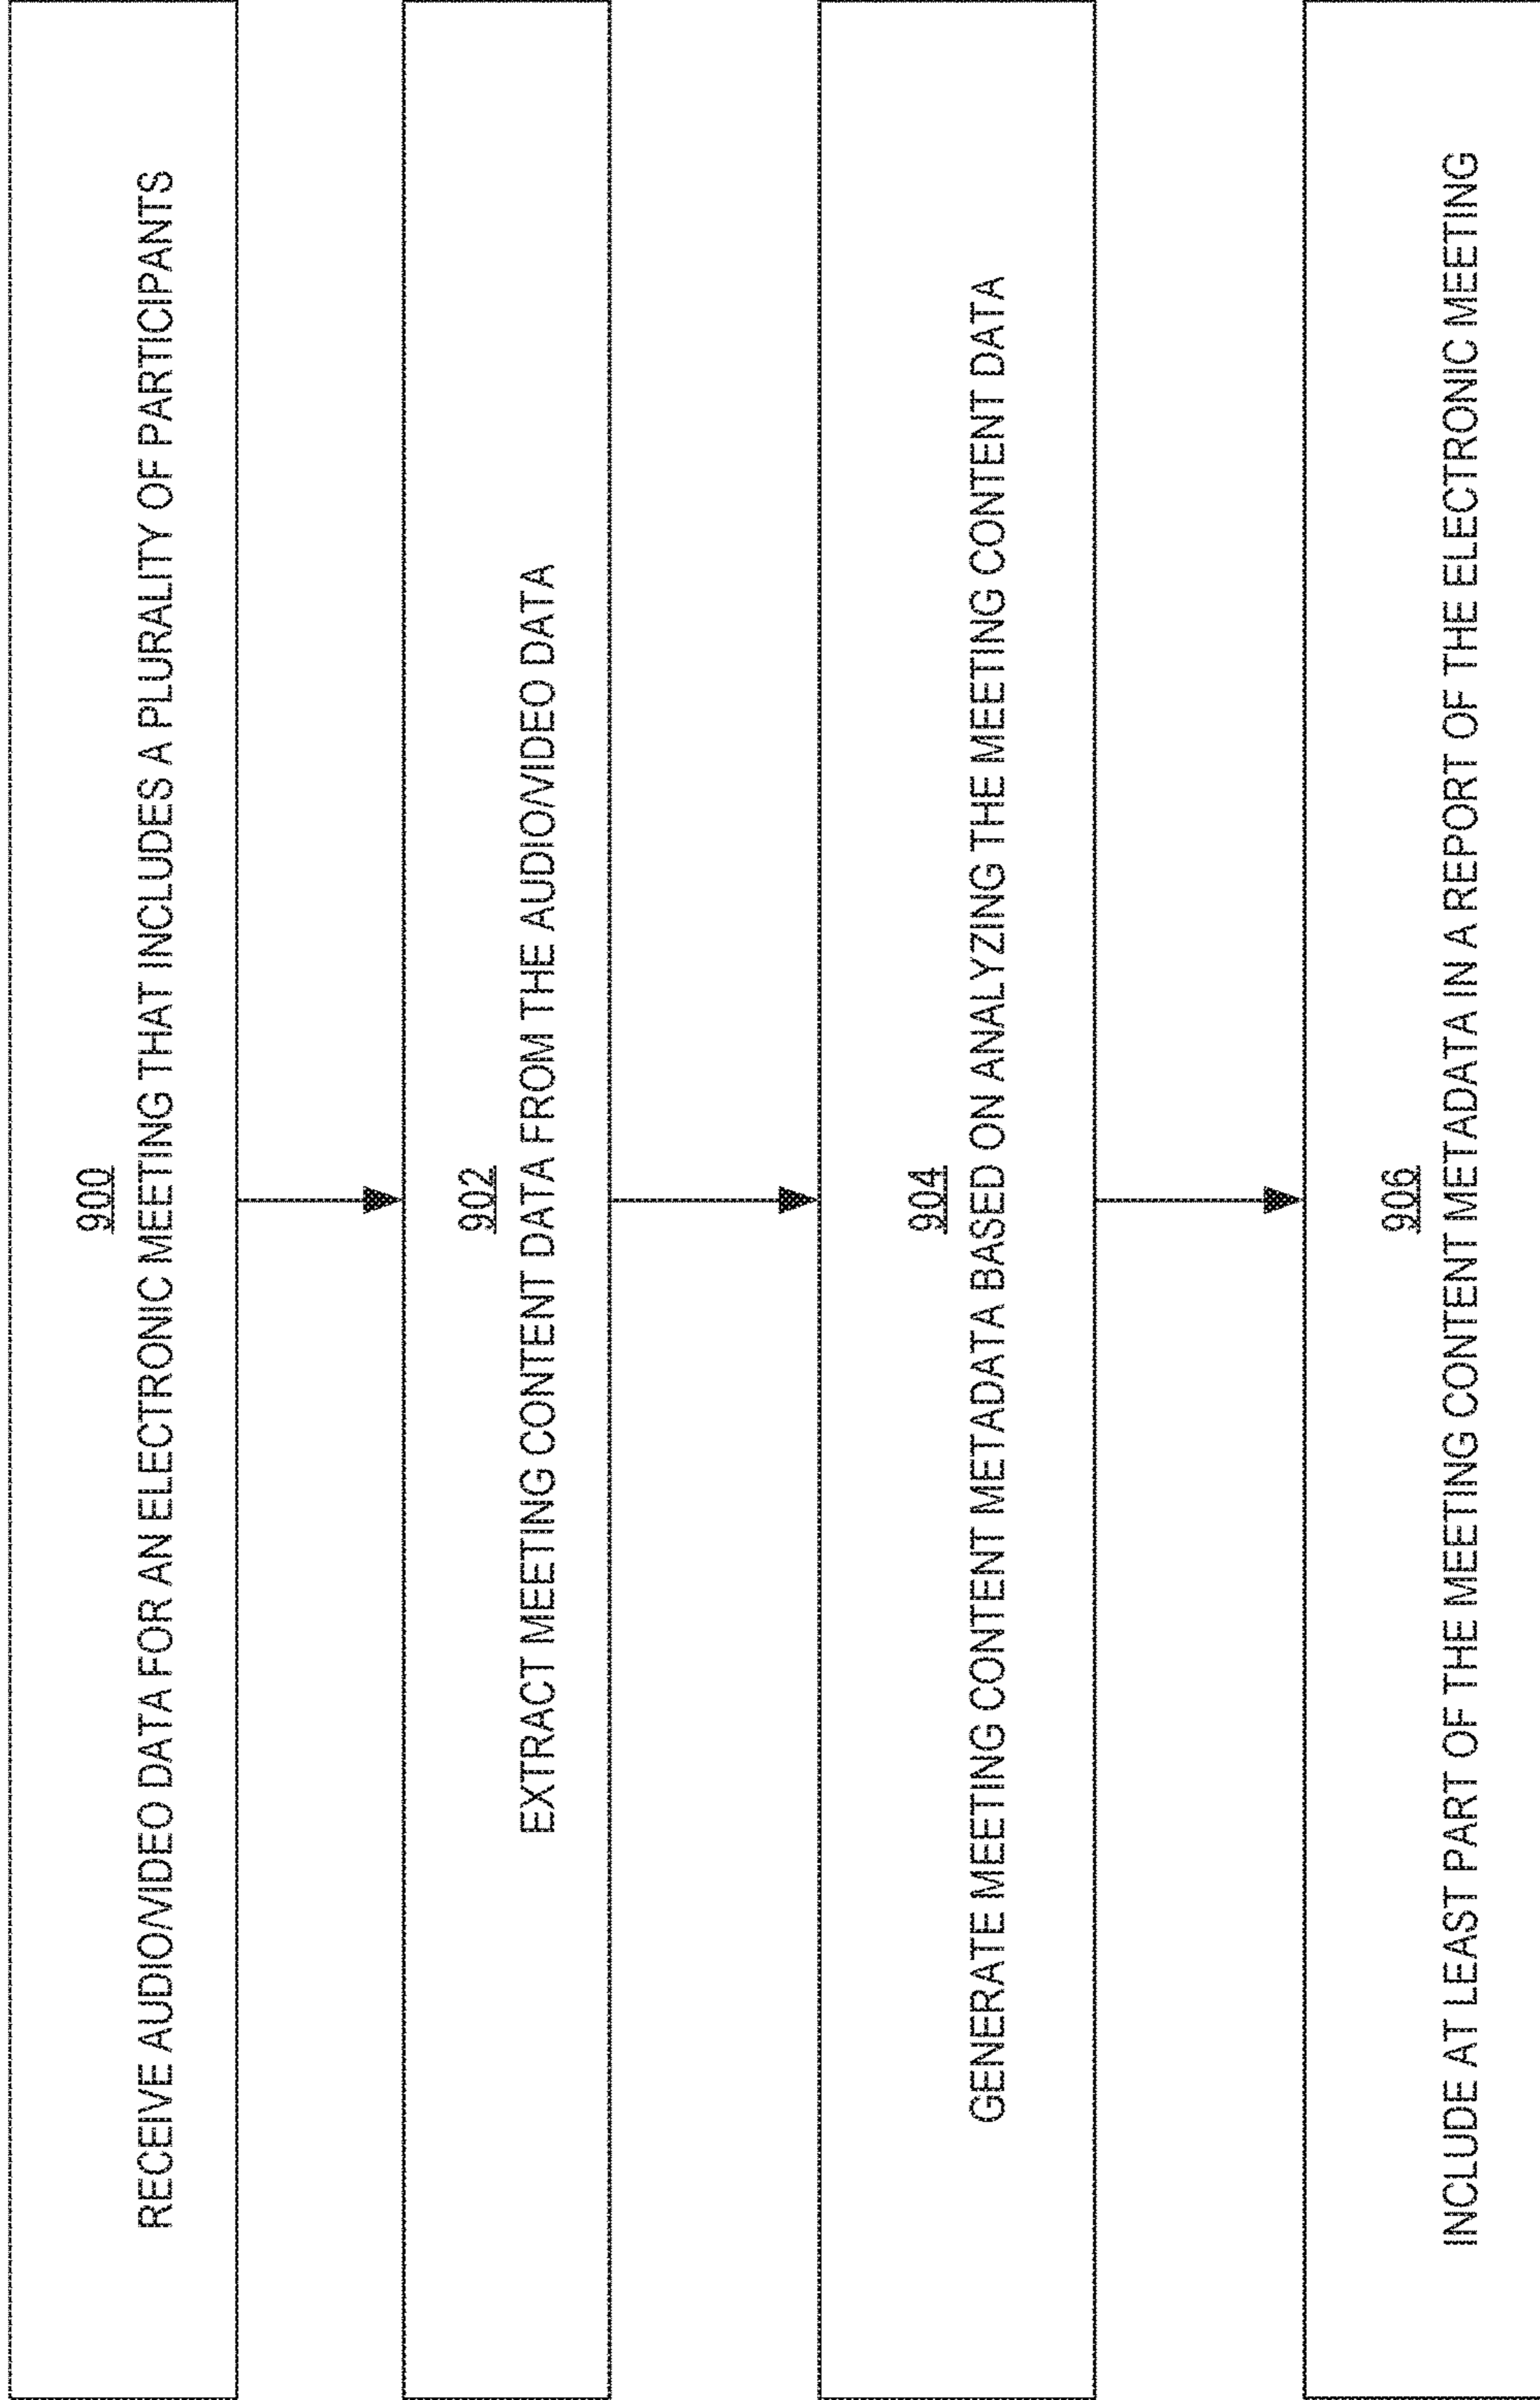 900
RECEIVE AUDIO/VIDEO DATA FOR AN ELECTRONIC MEETING THAT INCLUDES A PLURALITY OF PARTICIPANTS
902
EXTRACT MEETING CONTENT DATA FROM THE AUDIO/VIDEO DATA
904
GENERATE MEETING CONTENT METADATA BASED ON ANALYZING THE MEETING CONTENT DATA
906
INCLUDE AT LEAST PART OF THE MEETING CONTENT METADATA IN A REPORT OF THE ELECTRONIC MEETING